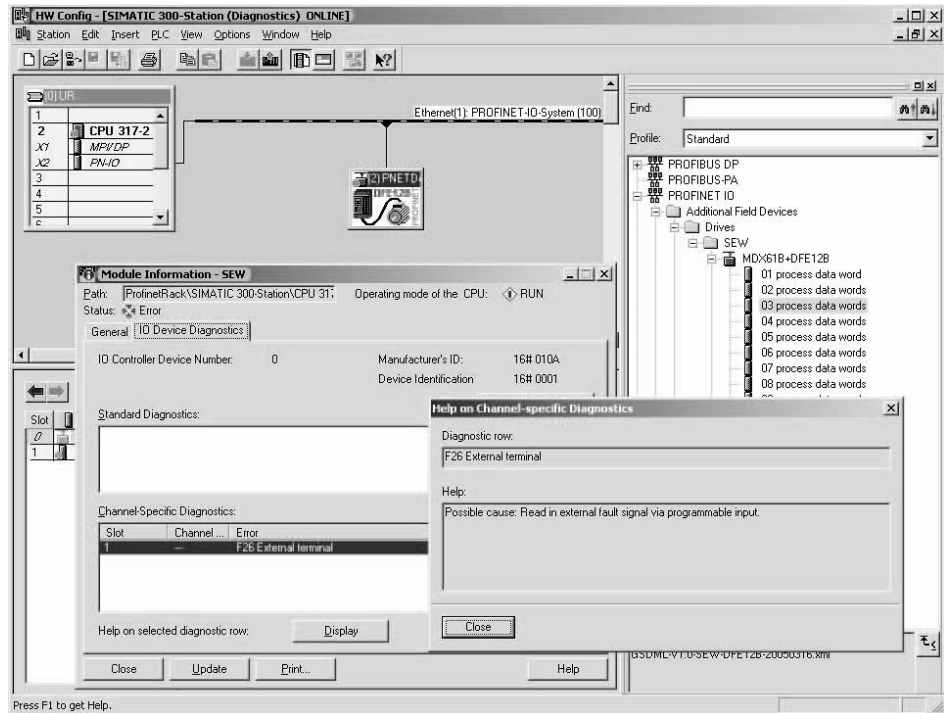 HW Config - [SIMATIC 300-Station (Diagnostics) ONLINE]
Station Edit Insert PLC View Options Window Help
(0) UR
1
2 CPU 317-2
X1 MPI/DP
X2 PN-IO
3
4
5
Ethernet(1): PROFINET-IO-System (100)
(2) PNETD
DFE12B
PROFINET
Find:
Profile: Standard
PROFIBUS DP
PROFIBUS-PA
PROFINET IO
Additional Field Devices
Drives
SEW
MDX61B+DFE12B
01 process data word
02 process data words
03 process data words
04 process data words
05 process data words
06 process data words
07 process data words
08 process data words
Module Information - SEW
Path: ProfinetRack\SIMATIC 300-Station\CPU 317 Operating mode of the CPU: RUN
Status: Error
General IO Device Diagnostics
IO Controller Device Number: 0 Manufacturer's ID: 16# 010A
Device Identification 16# 0001
Standard Diagnostics:
Channel-Specific Diagnostics:
Slot Channel ... Error
1 --- F26 External terminal
Help on selected diagnostic row: Display
Close Update Print... Help
Slot
0
1
Help on Channel-specific Diagnostics
Diagnostic row:
F26 External terminal
Help:
Possible cause: Read in external fault signal via programmable input.
Close
GSDML-V1.0-SEW-DFE12B-20050316.xml
Press F1 to get Help.